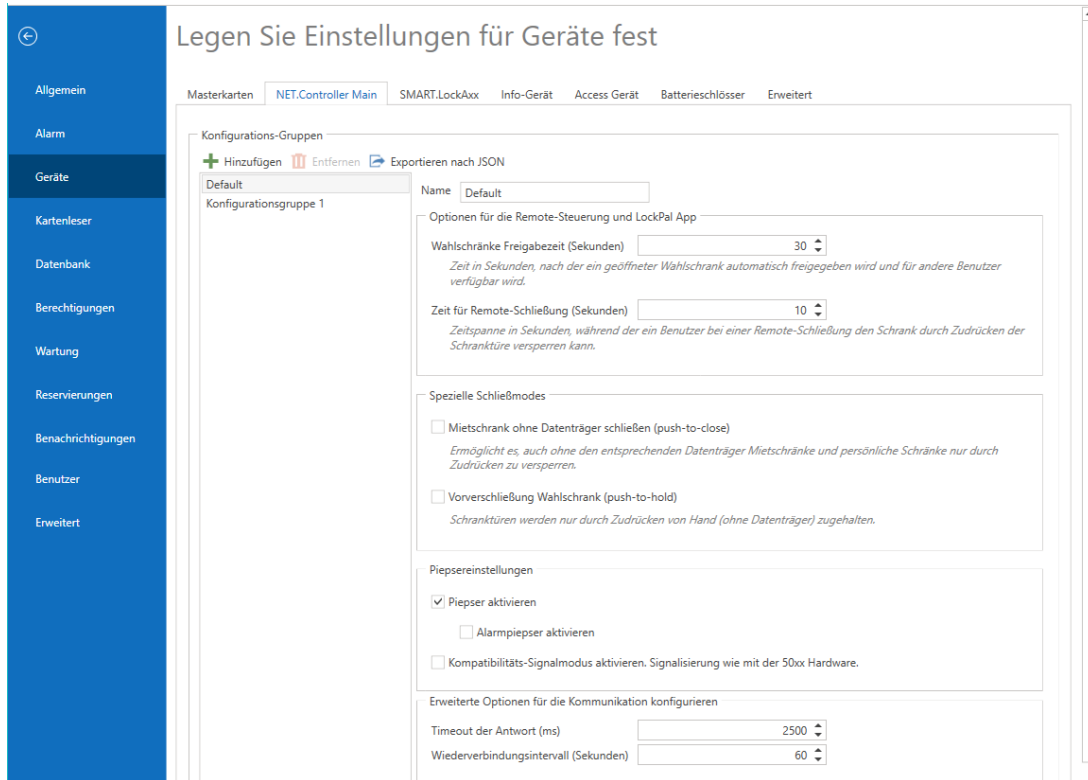 Legen Sie Einstellungen für Geräte fest
Allgemein
Alarm
Geräte
Kartenleser
Datenbank
Berechtigungen
Wartung
Reservierungen
Benachrichtigungen
Benutzer
Erweitert
Masterkarten NET.Controller Main SMART.LockAxx Info-Gerät Access Gerät Batterieschlösser Erweitert
Konfigurations-Gruppen
Hinzufügen Entfernen Exportieren nach JSON
Default
Konfigurationsgruppe 1
Name Default
Optionen für die Remote-Steuerung und LockPal App
Wahlschränke Freigabezeit (Sekunden) 30
Zeit in Sekunden, nach der ein geöffneter Wahlschrank automatisch freigegeben wird und für andere Benutzer
verfügbar wird.
Zeit für Remote-Schließung (Sekunden) 10
Zeitspanne in Sekunden, während der ein Benutzer bei einer Remote-Schließung den Schrank durch Zudrücken der
Schranktüre versperren kann.
Spezielle Schließmodes
Mietschrank ohne Datenträger schließen (push-to-close)
Ermöglicht es, auch ohne den entsprechenden Datenträger Mietschränke und persönliche Schränke nur durch
Zudrücken zu versperren.
Vorverschließung Wahlschrank (push-to-hold)
Schranktüren werden nur durch Zudrücken von Hand (ohne Datenträger) zugehalten.
Piepsereinstellungen
Piepser aktivieren
Alarmpiepser aktivieren
Kompatibilitäts-Signalmodus aktivieren. Signalisierung wie mit der 50xx Hardware.
Erweiterte Optionen für die Kommunikation konfigurieren
Timeout der Antwort (ms) 2500
Wiederverbindungsintervall (Sekunden) 60